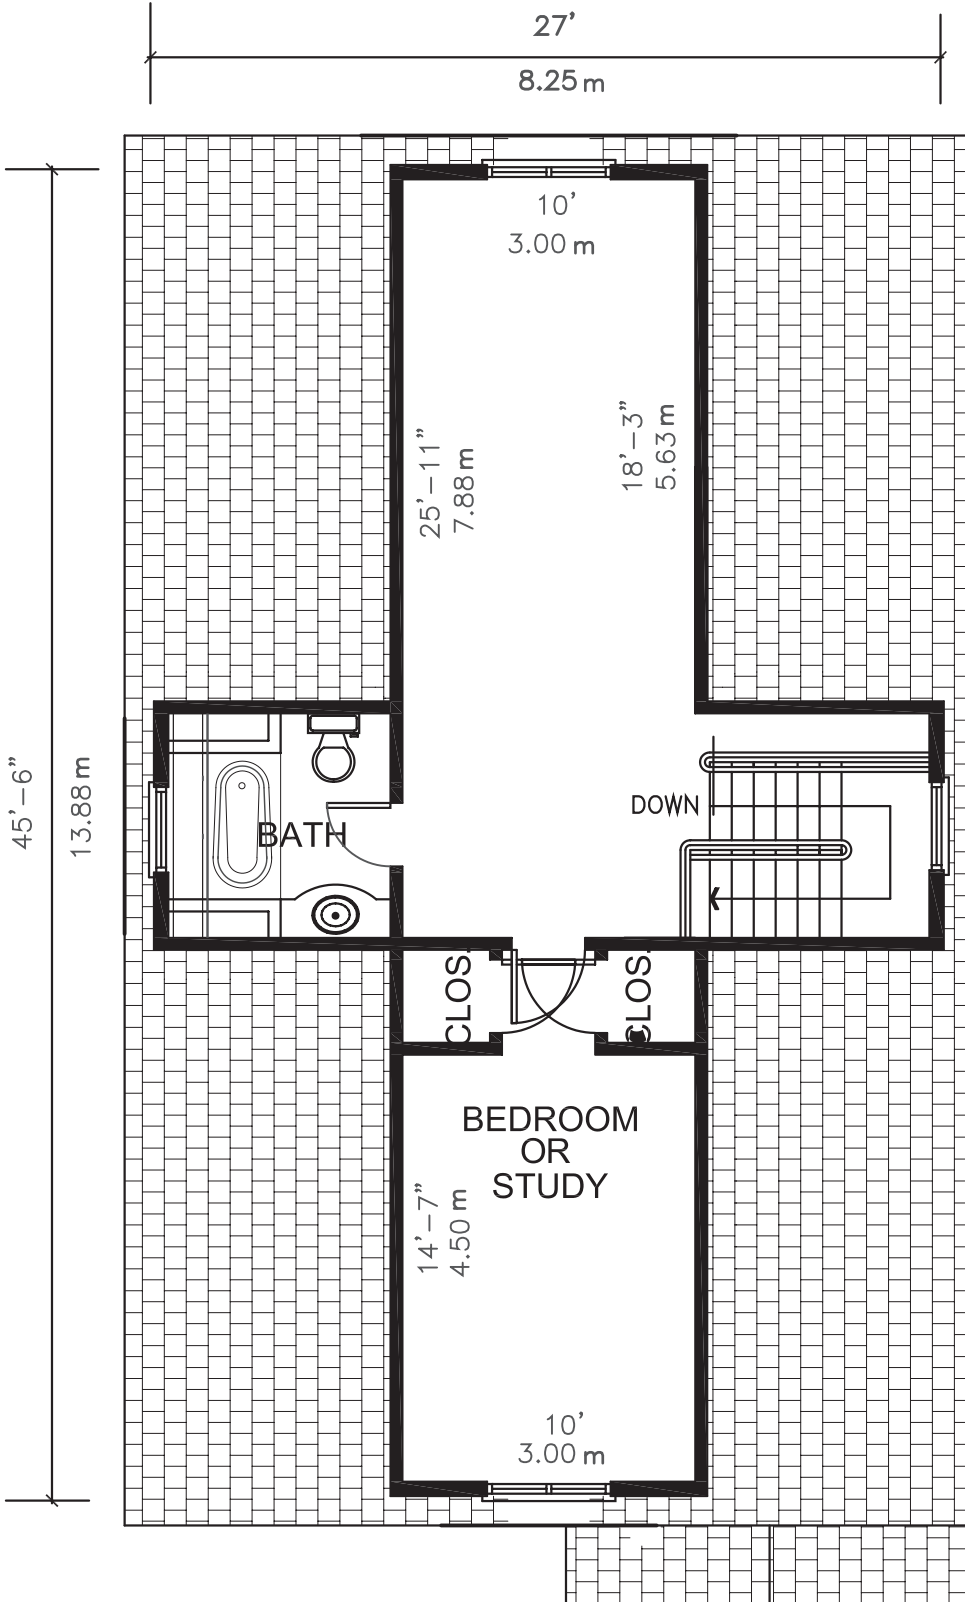 27'
8.25 m
10'
3.00 m
18'-3"
5.63 m
25'-11"
7.88 m
45'-6"
13.88 m
DOWN
BATH
CLOS.
CLOS.
BEDROOM
OR
STUDY
14'-7"
4.50 m
10'
3.00 m